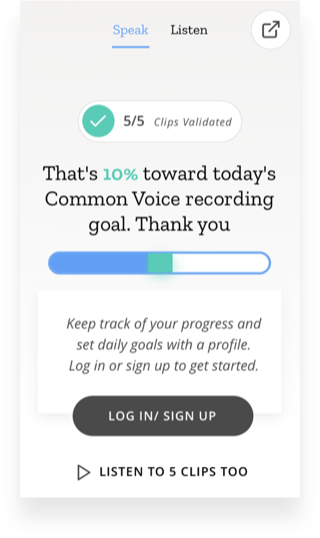 Speak Listen
5/5 Clips Validated
That's 10% toward today's
Common Voice recording
goal. Thank you
Keep track of your progress and
set daily goals with a profile.
Log in or sign up to get started.
LOG IN/ SIGN UP
LISTEN TO 5 CLIPS TOO